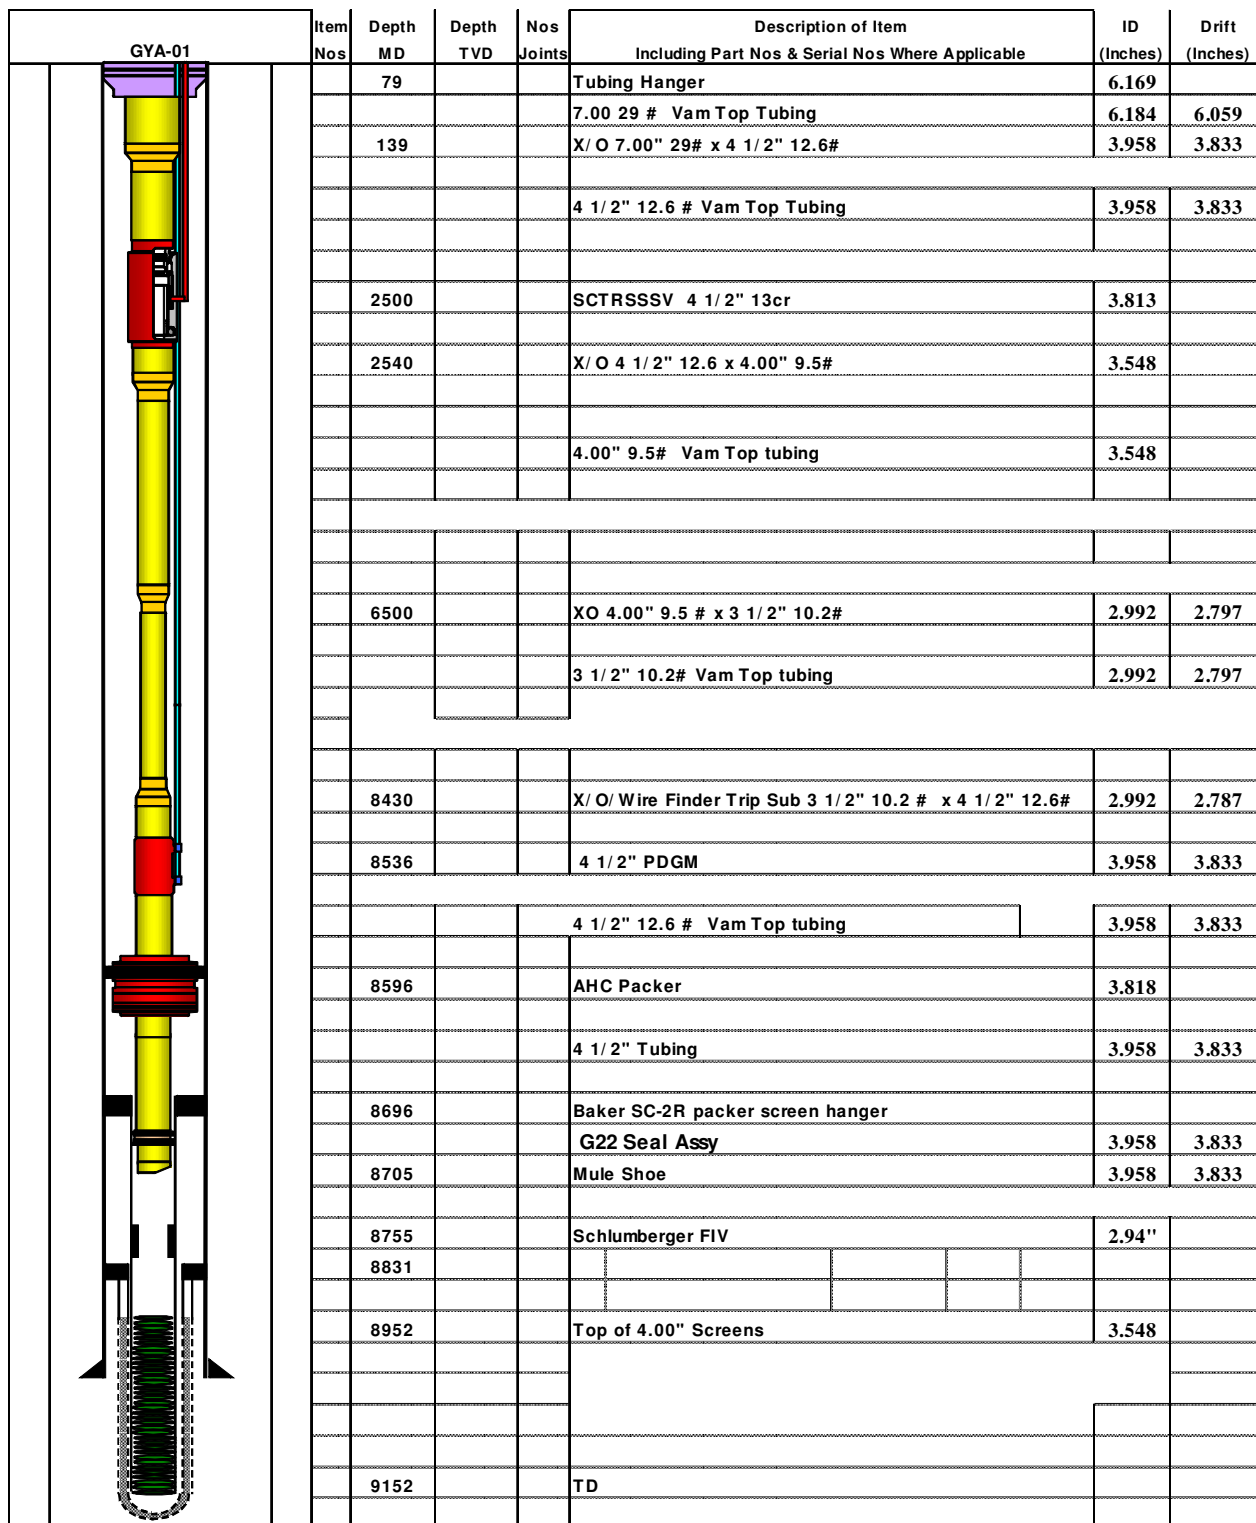 Item Depth Depth Nos Description of Item ID Drift
GYA-01 Nos MD TVD Joints Including Part Nos & Serial Nos Where Applicable (Inches) (Inches)
79 Tubing Hanger 6.169
7.00 29 # Vam Top Tubing 6.184 6.059
139 X/O 7.00" 29# x 4 1/2" 12.6# 3.958 3.833
4 1/2" 12.6 # Vam Top Tubing 3.958 3.833
2500 SCTRSSSV 4 1/2" 13cr 3.813
2540 X/O 4 1/2" 12.6 x 4.00" 9.5# 3.548
4.00" 9.5# Vam Top tubing 3.548
6500 XO 4.00" 9.5 # x 3 1/2" 10.2# 2.992 2.797
3 1/2" 10.2# Vam Top tubing 2.992 2.797
8430 X/O/Wire Finder Trip Sub 3 1/2" 10.2 # x 4 1/2" 12.6# 2.992 2.787
8536 4 1/2" PDGM 3.958 3.833
4 1/2" 12.6 # Vam Top tubing 3.958 3.833
8596 AHC Packer 3.818
4 1/2" Tubing 3.958 3.833
8696 Baker SC-2R packer screen hanger
G22 Seal Assy 3.958 3.833
8705 Mule Shoe 3.958 3.833
8755 Schlumberger FIV 2.94"
8831
8952 Top of 4.00" Screens 3.548
9152 TD